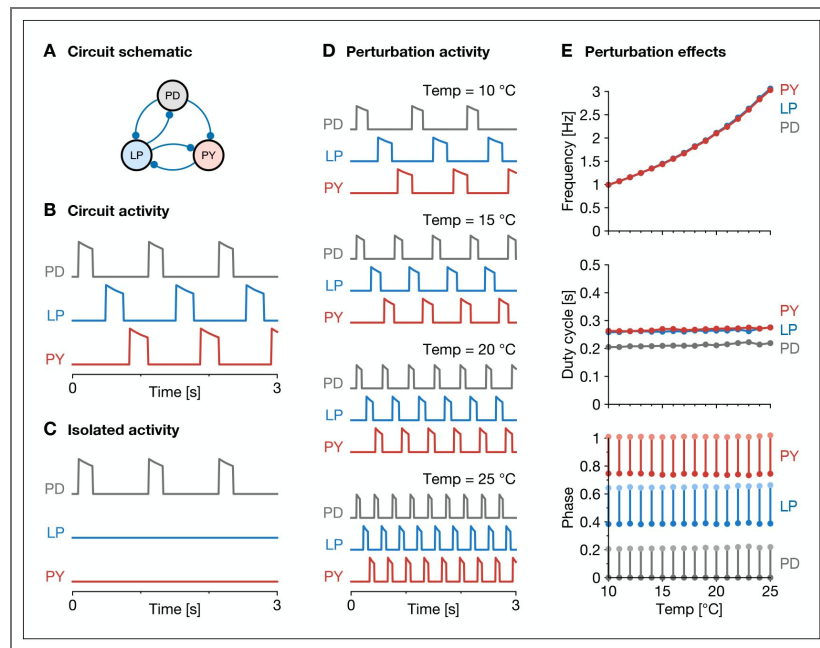 A Circuit schematic
PD
LP
PY
B Circuit activity
PD
LP
PY
0
3
Time [s]
C Isolated activity
PD
LP
PY
0
3
Time [s]
D Perturbation activity
Temp = 10 °C
PD
LP
PY
Temp = 15 °C
PD
LP
PY
Temp = 20 °C
PD
LP
PY
Temp = 25 °C
PD
LP
PY
0
3
Time [s]
E Perturbation effects
Frequency [Hz]
3
2.5
2
1.5
1
0
PY
LP
PD
Duty cycle [s]
0.5
0.4
0.3
0.2
0.1
0
PY
LP
PD
Phase
1
0.8
0.6
0.4
0.2
0
PY
LP
PD
10
15
20
25
Temp [°C]